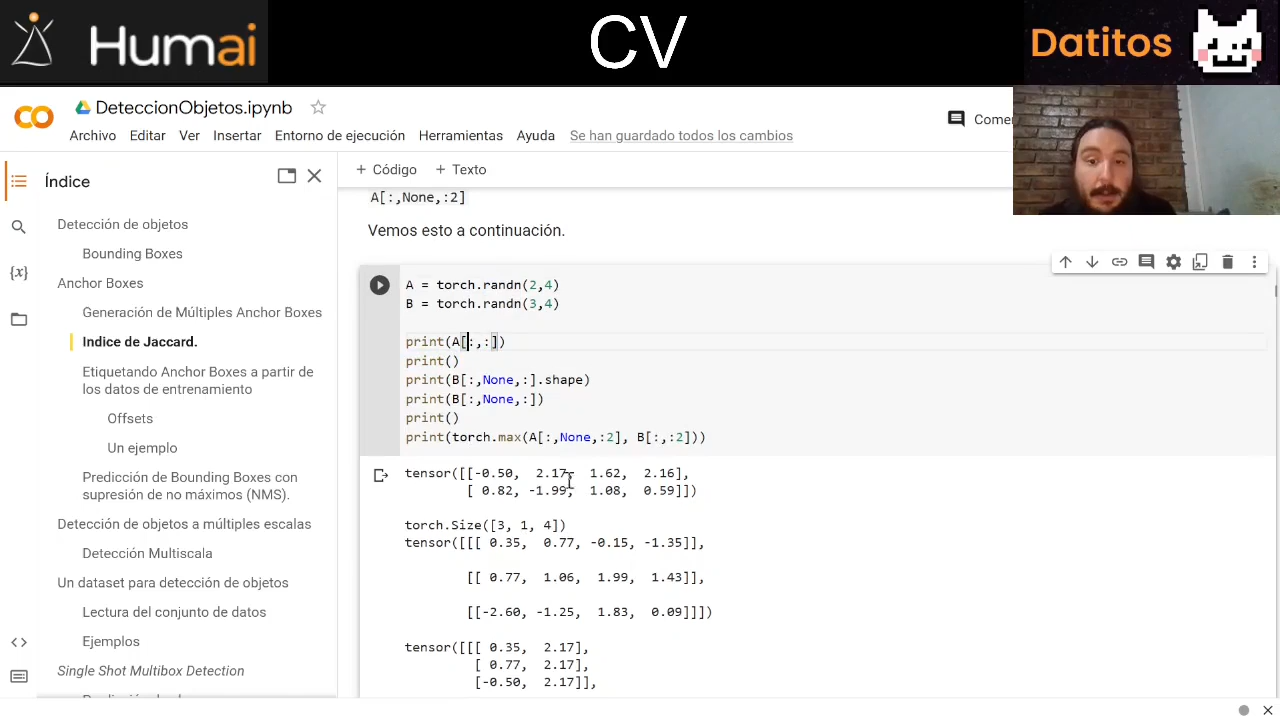 Humai
CV
Datitos
DeteccionObjetos.ipynb
Archivo Editar Ver Insertar Entorno de ejecución Herramientas Ayuda Se han guardado todos los cambios
Comen
Índice
+ Código + Texto
Detección de objetos
Bounding Boxes
Anchor Boxes
Generación de Múltiples Anchor Boxes
Indice de Jaccard.
Etiquetando Anchor Boxes a partir de
los datos de entrenamiento
Offsets
Un ejemplo
Predicción de Bounding Boxes con
supresión de no máximos (NMS).
Detección de objetos a múltiples escalas
Detección Multiscala
Un dataset para detección de objetos
Lectura del conjunto de datos
Ejemplos
Single Shot Multibox Detection
A[:,None,:2]
Vemos esto a continuación.
A = torch.randn(2,4)
B = torch.randn(3,4)
print(A[:,:])
print()
print(B[:,None,:].shape)
print(B[:,None,:])
print()
print(torch.max(A[:,None,:2], B[:,:2]))
tensor([[-0.50, 2.17, 1.62, 2.16],
[ 0.82, -1.99, 1.08, 0.59]])
torch.Size([3, 1, 4])
tensor([[[ 0.35, 0.77, -0.15, -1.35]],
[[ 0.77, 1.06, 1.99, 1.43]],
[[-2.60, -1.25, 1.83, 0.09]]])
tensor([[[ 0.35, 2.17],
[ 0.77, 2.17],
[-0.50, 2.17]],